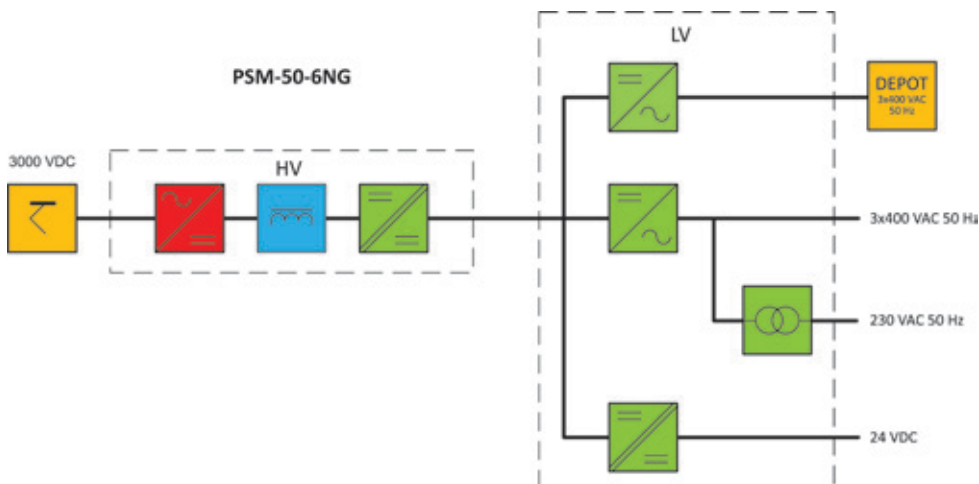 LV
PSM-50-6NG
DEPOT
3x400 VAC
50 Hz
3000 VDC
HV
3x400 VAC 50 Hz
230 VAC 50 Hz
24 VDC